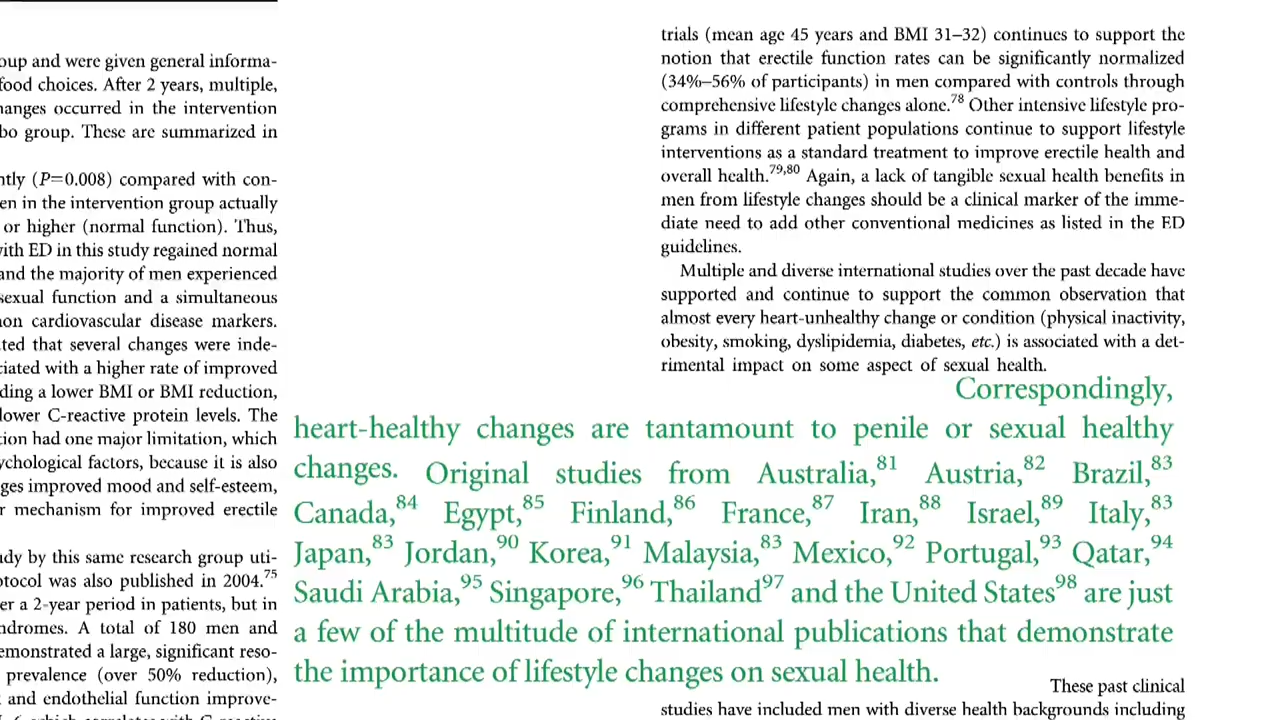 oup and were given general informa-
food choices. After 2 years, multiple,
hanges occurred in the intervention
bo group. These are summarized in
ntly (P=0.008) compared with con-
en in the intervention group actually
or higher (normal function). Thus,
with ED in this study regained normal
and the majority of men experienced
sexual function and a simultaneous
non cardiovascular disease markers.
ted that several changes were inde-
ciated with a higher rate of improved
ding a lower BMI or BMI reduction,
lower C-reactive protein levels. The
tion had one major limitation, which
ychological factors, because it is also
ges improved mood and self-esteem,
r mechanism for improved erectile
udy by this same research group uti-
otocol was also published in 2004.75
er a 2-year period in patients, but in
ndromes. A total of 180 men and
emonstrated a large, significant reso-
prevalence (over 50% reduction),
and endothelial function improve-
trials (mean age 45 years and BMI 31–32) continues to support the
notion that erectile function rates can be significantly normalized
(34%–56% of participants) in men compared with controls through
comprehensive lifestyle changes alone.78 Other intensive lifestyle pro-
grams in different patient populations continue to support lifestyle
interventions as a standard treatment to improve erectile health and
overall health.79,80 Again, a lack of tangible sexual health benefits in
men from lifestyle changes should be a clinical marker of the imme-
diate need to add other conventional medicines as listed in the ED
guidelines.
Multiple and diverse international studies over the past decade have
supported and continue to support the common observation that
almost every heart-unhealthy change or condition (physical inactivity,
obesity, smoking, dyslipidemia, diabetes, etc.) is associated with a det-
rimental impact on some aspect of sexual health.
Correspondingly,
heart-healthy changes are tantamount to penile or sexual healthy
changes. Original studies from Australia,81 Austria,82 Brazil,83
Canada,84 Egypt,85 Finland,86 France,87 Iran,88 Israel,89 Italy,83
Japan,83 Jordan,90 Korea,91 Malaysia,83 Mexico,92 Portugal,93 Qatar,94
Saudi Arabia,95 Singapore,96 Thailand97 and the United States98 are just
a few of the multitude of international publications that demonstrate
the importance of lifestyle changes on sexual health.
These past clinical
studies have included men with diverse health backgrounds including